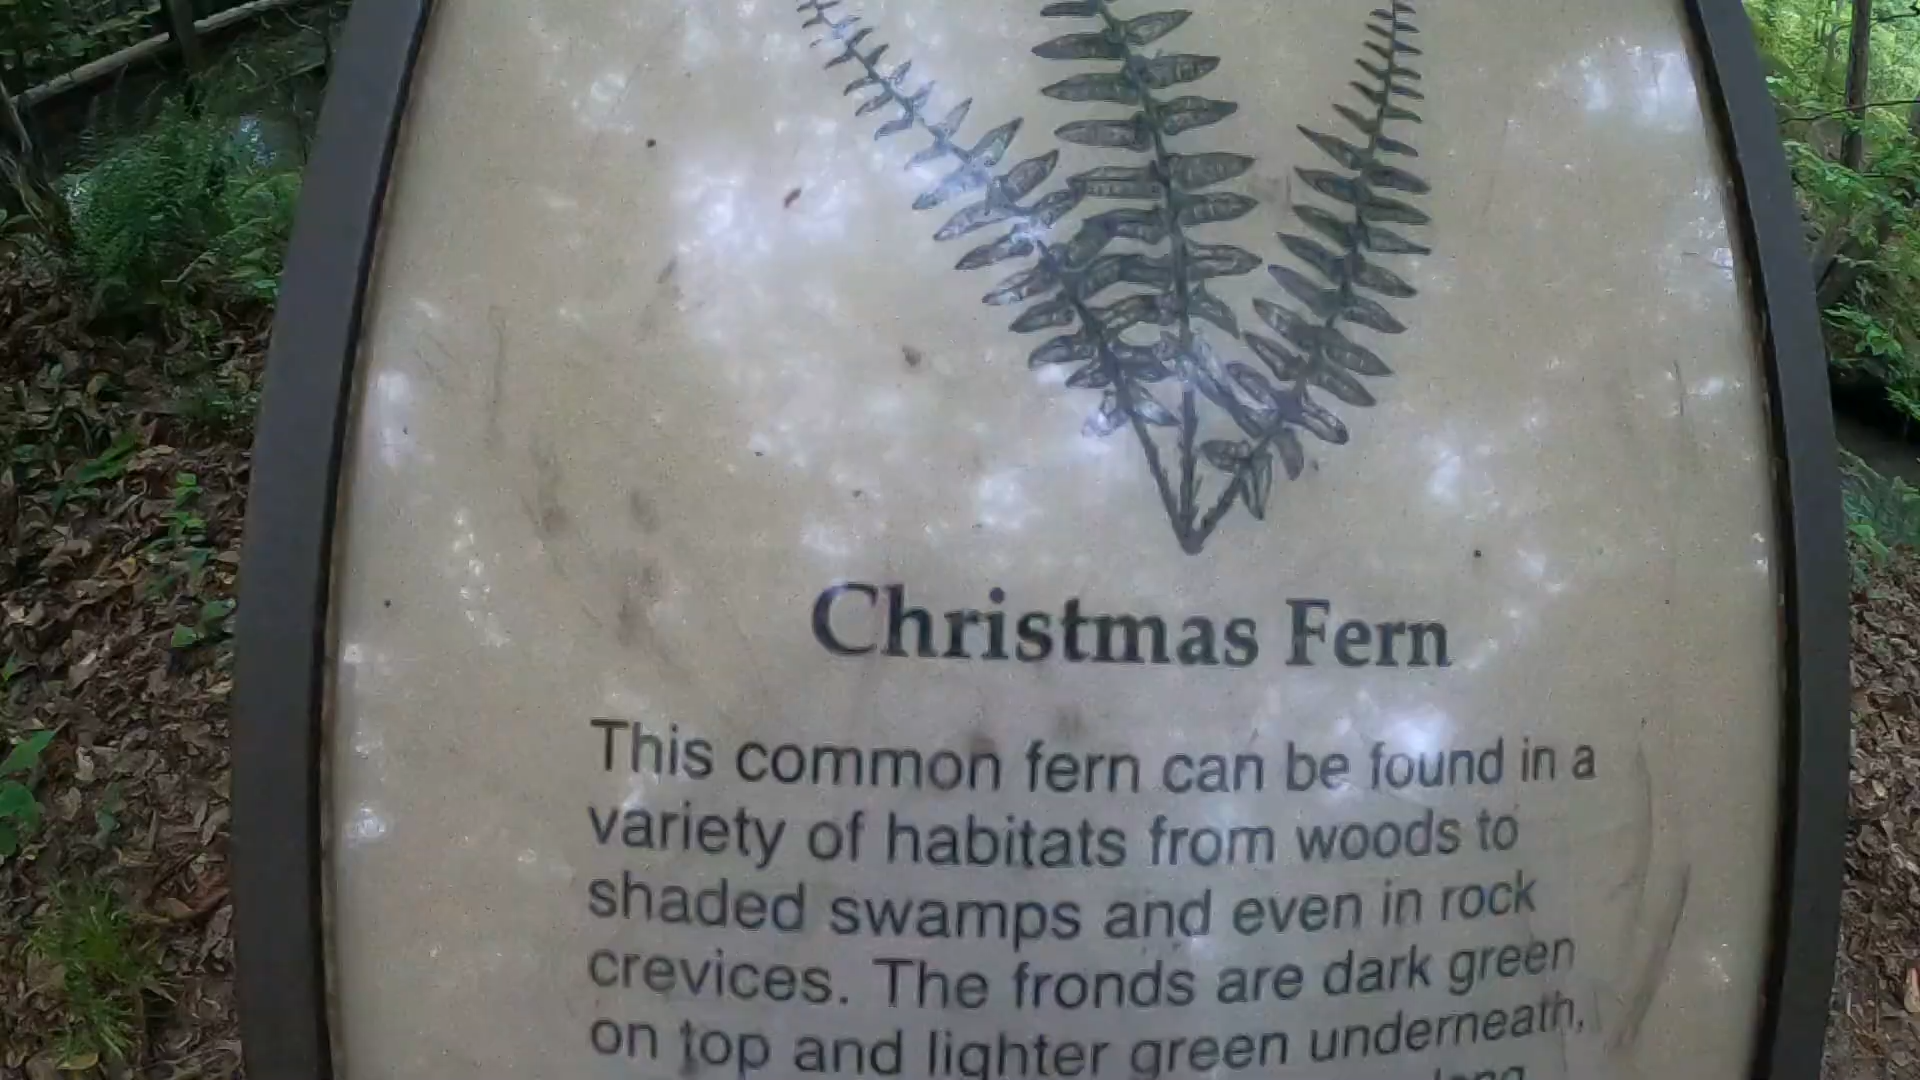 Christmas Fern
This common fern can be found in a
variety of habitats from woods to
shaded swamps and even in rock
crevices. The fronds are dark green
on top and lighter green underneath,
long